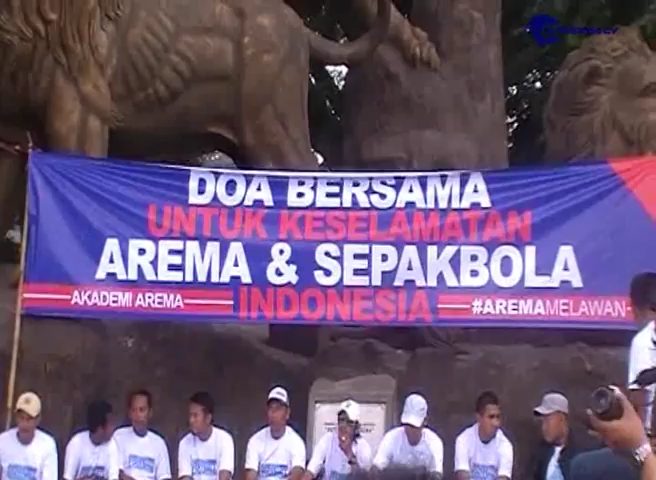 DOA BERSAMA
UNTUK KESELAMATAN
AREMA & SEPAKBOLA
AKADEMI AREMA INDONESIA #AREMAMELAWAN